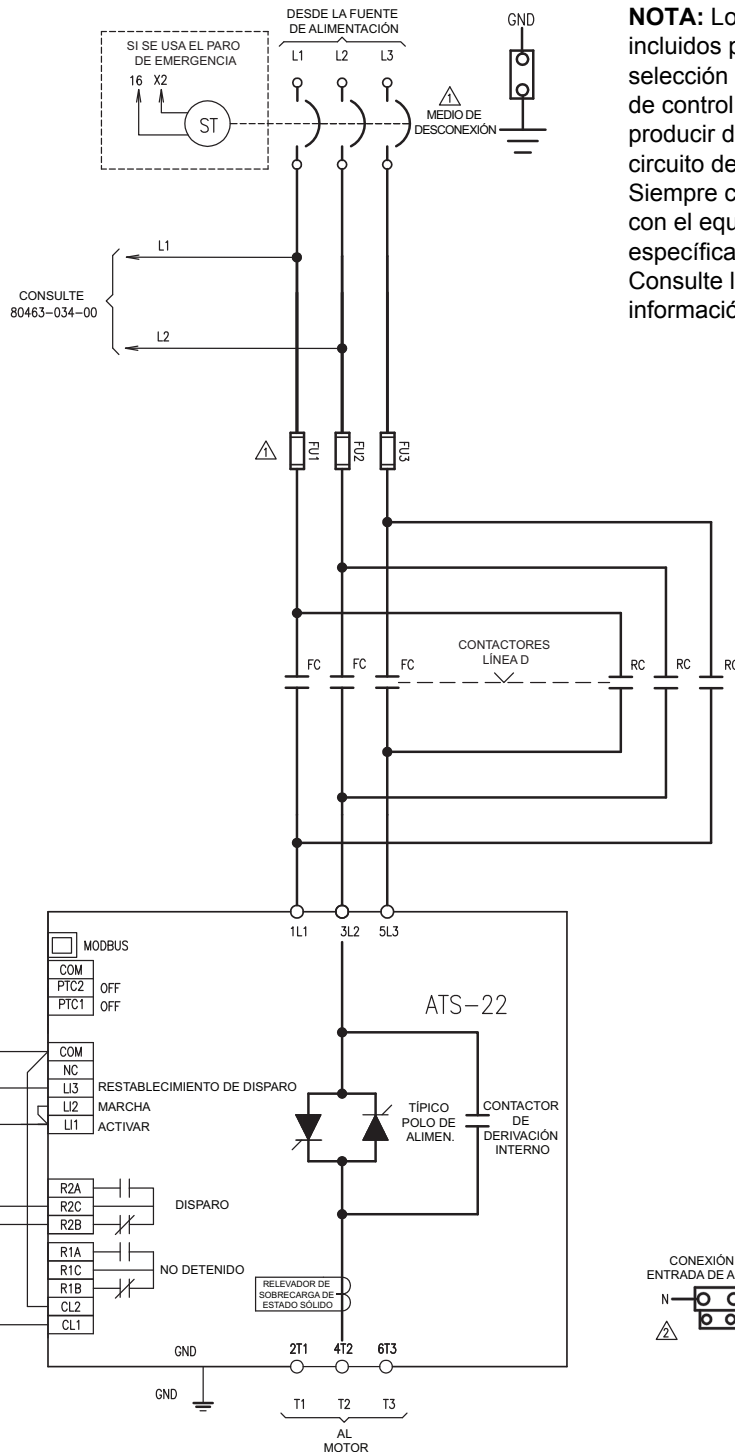 DESDE LA FUENTE
DE ALIMENTACIÓN
L1 L2 L3
GND
SI SE USA EL PARO
DE EMERGENCIA
16 X2
ST
1
MEDIO DE
DESCONEXIÓN
NOTA: Lo
incluidos p
selección
de control
producir d
circuito de
Siempre c
con el equ
específica
Consulte l
informació
L1
CONSULTE
80463-034-00
L2
1
FU1
FU2
FU3
CONTACTORES
LÍNEA D
FC FC FC RC RC RC
1L1 3L2 5L3
MODBUS
COM
PTC2 OFF
PTC1 OFF
ATS-22
COM
NC
LI3 RESTABLECIMIENTO DE DISPARO
LI2 MARCHA
LI1 ACTIVAR
TÍPICO
POLO DE
ALIMEN.
CONTACTOR
DE
DERIVACIÓN
INTERNO
R2A
R2C DISPARO
R2B
R1A
R1C NO DETENIDO
R1B
CL2
CL1
RELEVADOR DE
SOBRECARGA DE
ESTADO SÓLIDO
CONEXIÓN
ENTRADA DE A
N
2
GND
2T1 4T2 6T3
GND
T1 T2 T3
AL
MOTOR